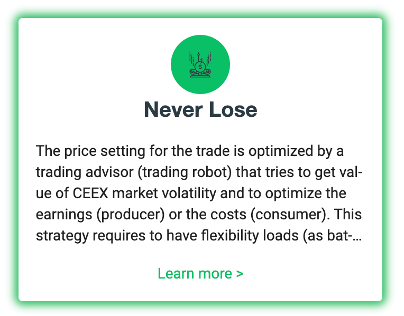 Never Lose
The price setting for the trade is optimized by a
trading advisor (trading robot) that tries to get val-
ue of CEEX market volatility and to optimize the
earnings (producer) or the costs (consumer). This
strategy requires to have flexibility loads (as bat-...
Learn more >